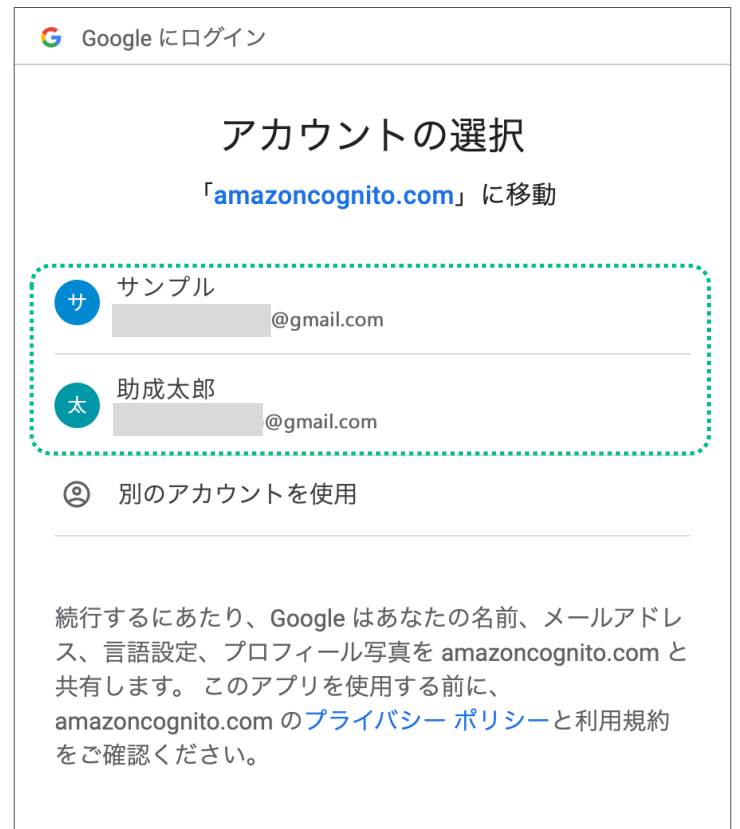 Google にログイン
アカウントの選択
「amazoncognito.com」に移動
サ
サンプル
@gmail.com
太
助成太郎
@gmail.com
別のアカウントを使用
続行するにあたり、Google はあなたの名前、メールアドレ
ス、言語設定、プロフィール写真を amazoncognito.com と
共有します。 このアプリを使用する前に、
amazoncognito.com のプライバシー ポリシーと利用規約
をご確認ください。